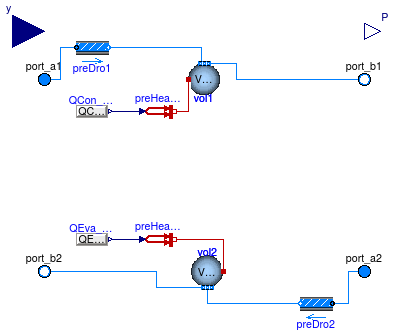 y
P
port_a1
preDro1
port_b1
V...
vol1
QCon_...
QC...
preHea...
QEva_...
QE...
preHea...
port_b2
vol2
V...
port_a2
preDro2